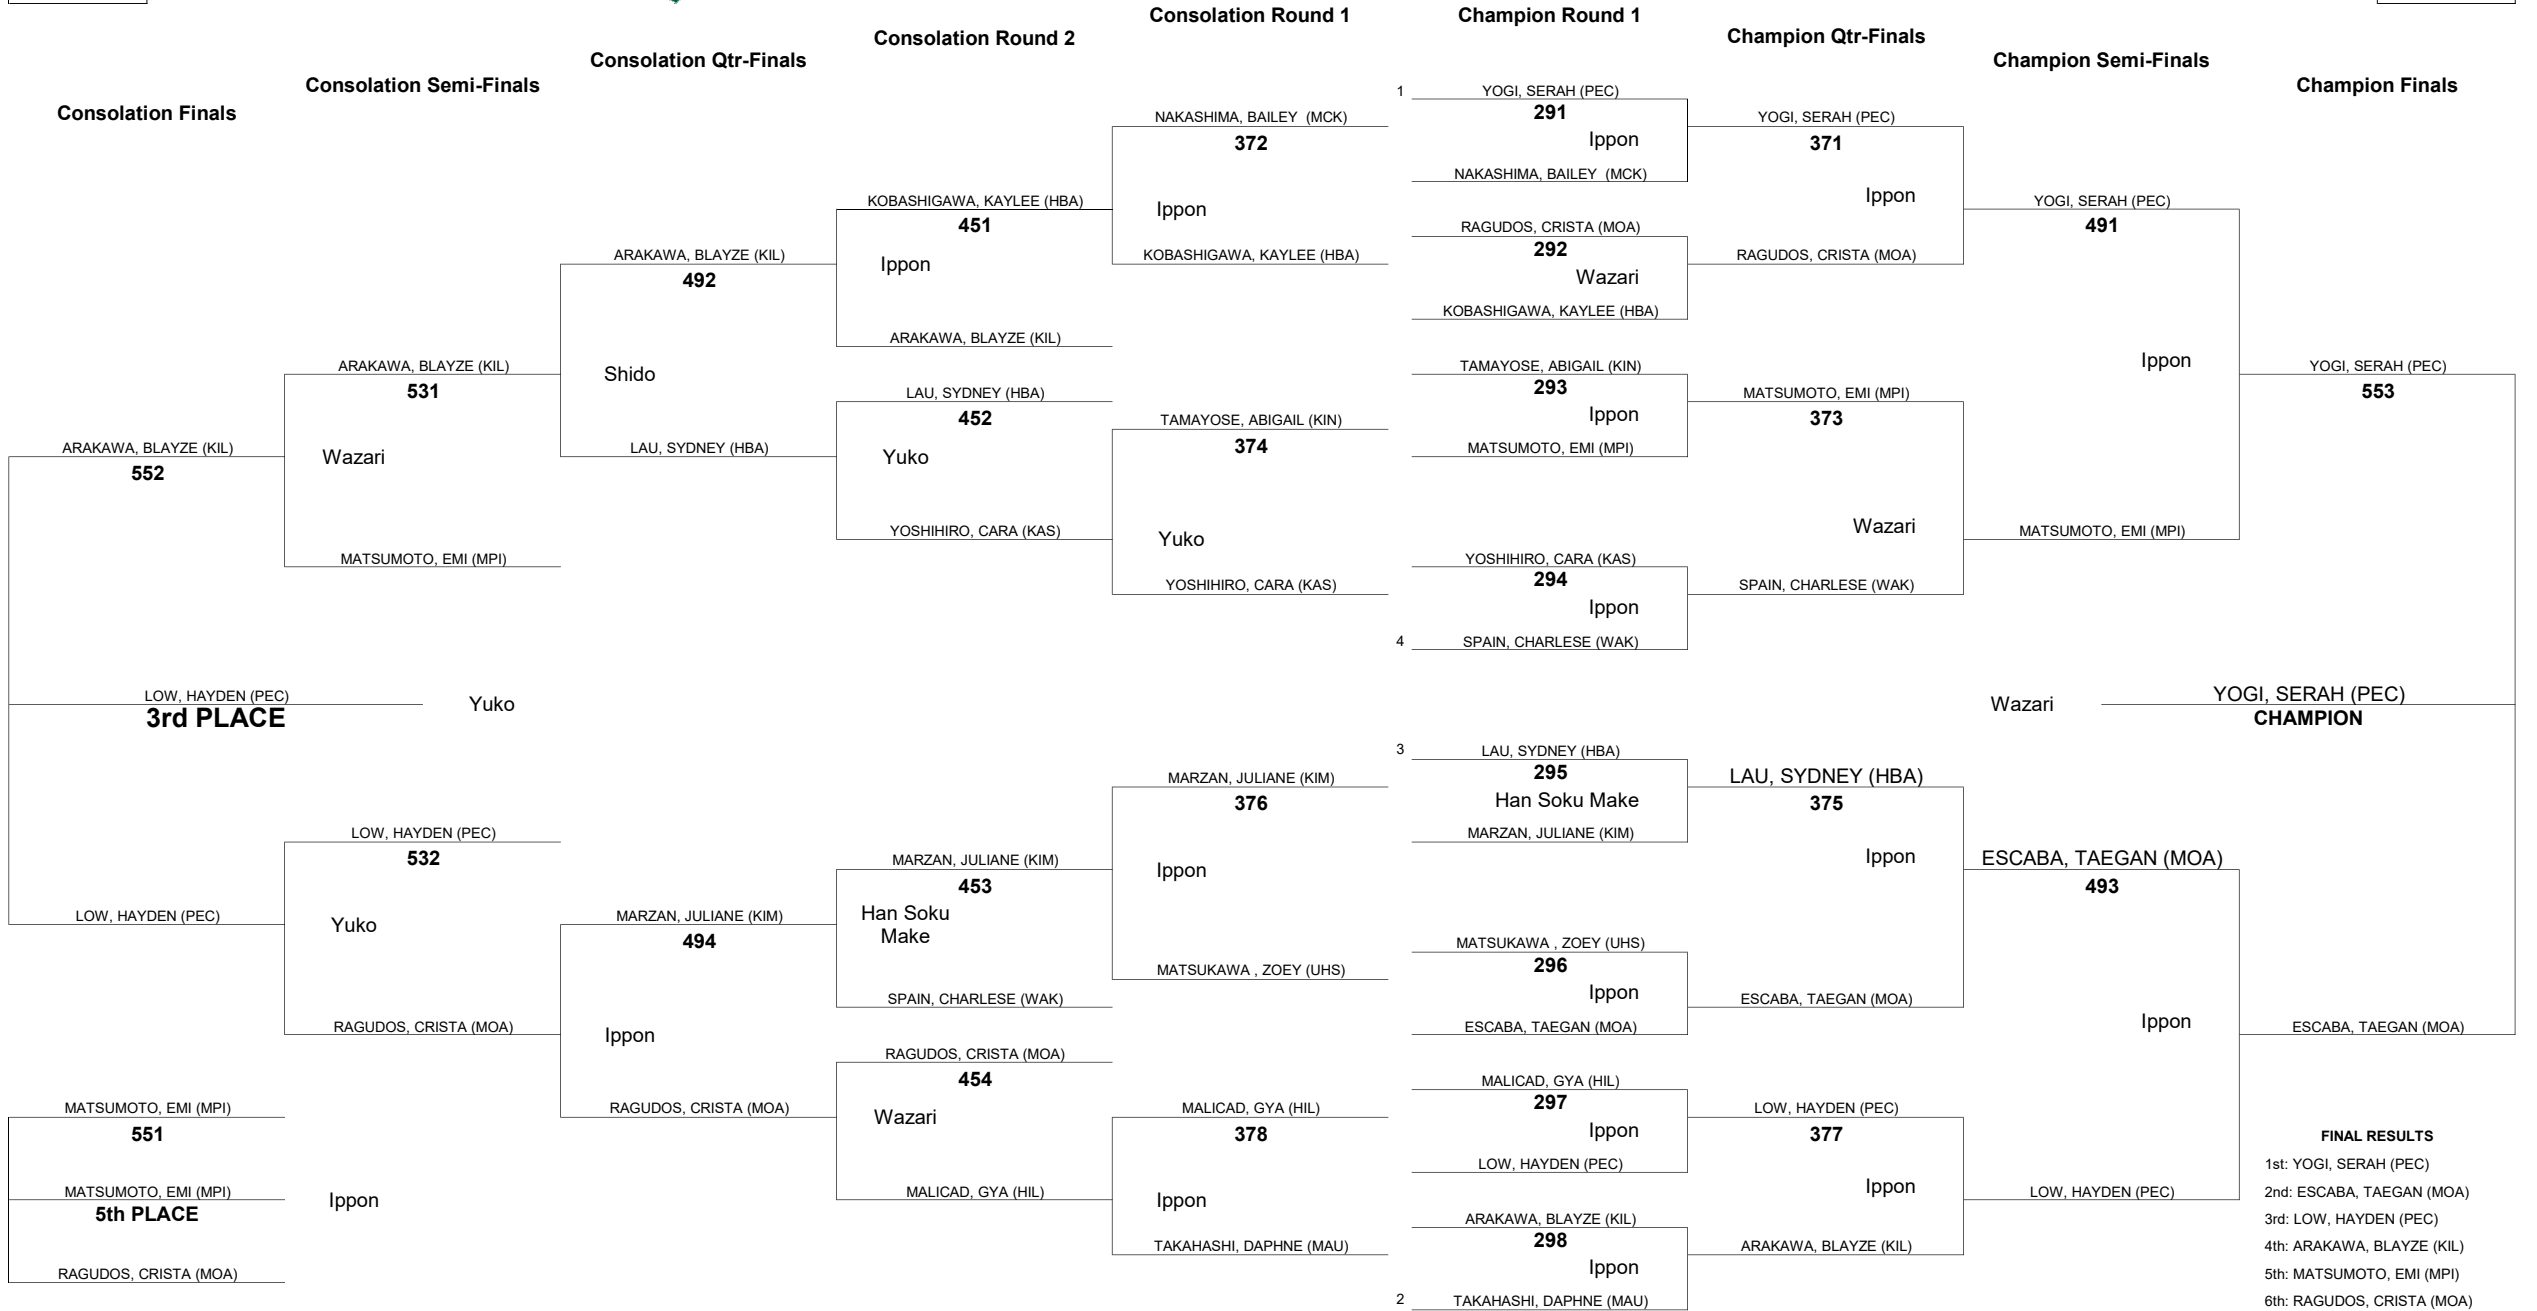 Consolation Round 1
Champion Round 1
Consolation Round 2
Champion Qtr-Finals
Consolation Qtr-Finals
Champion Semi-Finals
Consolation Semi-Finals
Champion Finals
Consolation Finals
1
YOGI, SERAH (PEC)
291
Ippon
NAKASHIMA, BAILEY (MCK)
RAGUDOS, CRISTA (MOA)
292
Wazari
KOBASHIGAWA, KAYLEE (HBA)
TAMAYOSE, ABIGAIL (KIN)
293
Ippon
MATSUMOTO, EMI (MPI)
YOSHIHIRO, CARA (KAS)
294
Ippon
4
SPAIN, CHARLESE (WAK)
3
LAU, SYDNEY (HBA)
295
Han Soku Make
MARZAN, JULIANE (KIM)
MATSUKAWA , ZOEY (UHS)
296
Ippon
ESCABA, TAEGAN (MOA)
MALICAD, GYA (HIL)
297
Ippon
LOW, HAYDEN (PEC)
ARAKAWA, BLAYZE (KIL)
298
Ippon
2
TAKAHASHI, DAPHNE (MAU)
YOGI, SERAH (PEC)
371
Ippon
RAGUDOS, CRISTA (MOA)
MATSUMOTO, EMI (MPI)
373
Wazari
SPAIN, CHARLESE (WAK)
LAU, SYDNEY (HBA)
375
Ippon
ESCABA, TAEGAN (MOA)
LOW, HAYDEN (PEC)
377
Ippon
ARAKAWA, BLAYZE (KIL)
YOGI, SERAH (PEC)
491
Ippon
MATSUMOTO, EMI (MPI)
ESCABA, TAEGAN (MOA)
493
Ippon
LOW, HAYDEN (PEC)
YOGI, SERAH (PEC)
553
Wazari
YOGI, SERAH (PEC)
CHAMPION
ESCABA, TAEGAN (MOA)
NAKASHIMA, BAILEY (MCK)
372
Ippon
KOBASHIGAWA, KAYLEE (HBA)
TAMAYOSE, ABIGAIL (KIN)
374
Yuko
YOSHIHIRO, CARA (KAS)
MARZAN, JULIANE (KIM)
376
Ippon
MATSUKAWA , ZOEY (UHS)
MALICAD, GYA (HIL)
378
Ippon
TAKAHASHI, DAPHNE (MAU)
KOBASHIGAWA, KAYLEE (HBA)
451
Ippon
ARAKAWA, BLAYZE (KIL)
LAU, SYDNEY (HBA)
452
Yuko
YOSHIHIRO, CARA (KAS)
MARZAN, JULIANE (KIM)
453
Han Soku
Make
SPAIN, CHARLESE (WAK)
RAGUDOS, CRISTA (MOA)
454
Wazari
MALICAD, GYA (HIL)
ARAKAWA, BLAYZE (KIL)
492
Shido
LAU, SYDNEY (HBA)
MARZAN, JULIANE (KIM)
494
Ippon
RAGUDOS, CRISTA (MOA)
ARAKAWA, BLAYZE (KIL)
531
Wazari
MATSUMOTO, EMI (MPI)
LOW, HAYDEN (PEC)
532
Yuko
RAGUDOS, CRISTA (MOA)
ARAKAWA, BLAYZE (KIL)
552
LOW, HAYDEN (PEC)
3rd PLACE
Yuko
LOW, HAYDEN (PEC)
MATSUMOTO, EMI (MPI)
551
MATSUMOTO, EMI (MPI)
5th PLACE
Ippon
RAGUDOS, CRISTA (MOA)
FINAL RESULTS
1st: YOGI, SERAH (PEC)
2nd: ESCABA, TAEGAN (MOA)
3rd: LOW, HAYDEN (PEC)
4th: ARAKAWA, BLAYZE (KIL)
5th: MATSUMOTO, EMI (MPI)
6th: RAGUDOS, CRISTA (MOA)